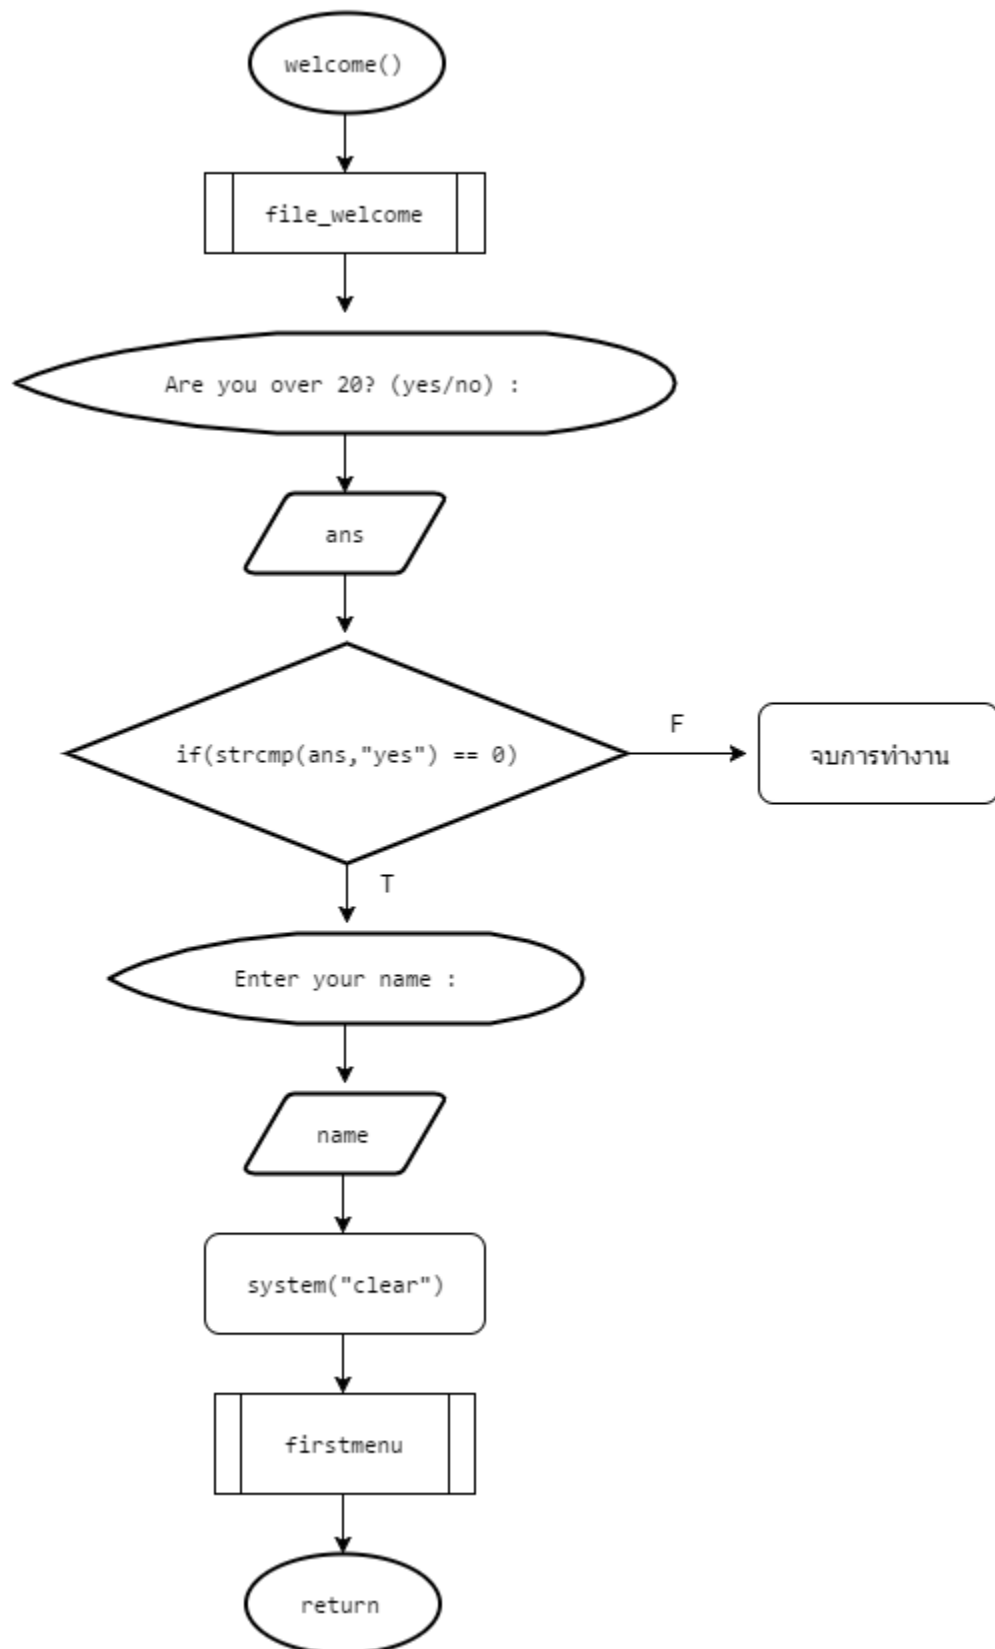 welcome()
file_welcome
Are you over 20? (yes/no) :
ans
if(strcmp(ans,"yes") == 0)
F
จบการทำงาน
T
Enter your name :
name
system("clear")
firstmenu
return